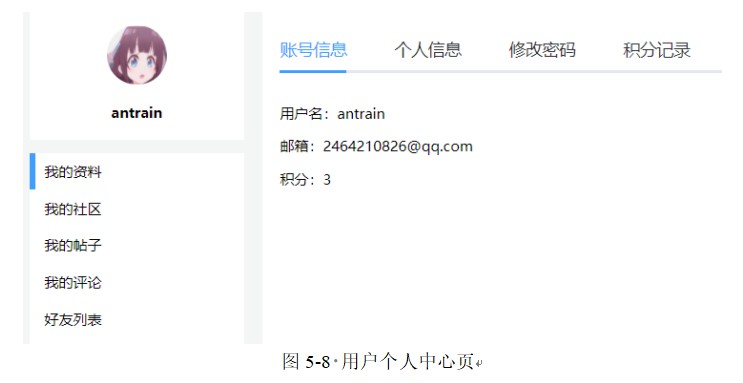 antrain
我的资料
我的社区
我的帖子
我的评论
好友列表
账号信息 个人信息 修改密码 积分记录
用户名：antrain
邮箱：2464210826@qq.com
积分：3
图 5-8 用户个人中心页